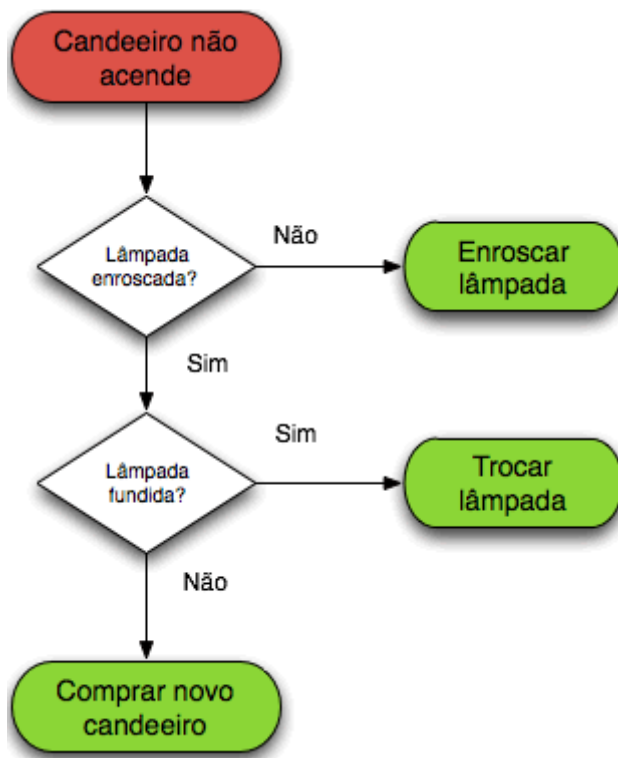 Candeeiro não
acende
Lâmpada
enroscada?
Não
Enroscar
lâmpada
Sim
Lâmpada
fundida?
Sim
Trocar
lâmpada
Não
Comprar novo
candeeiro